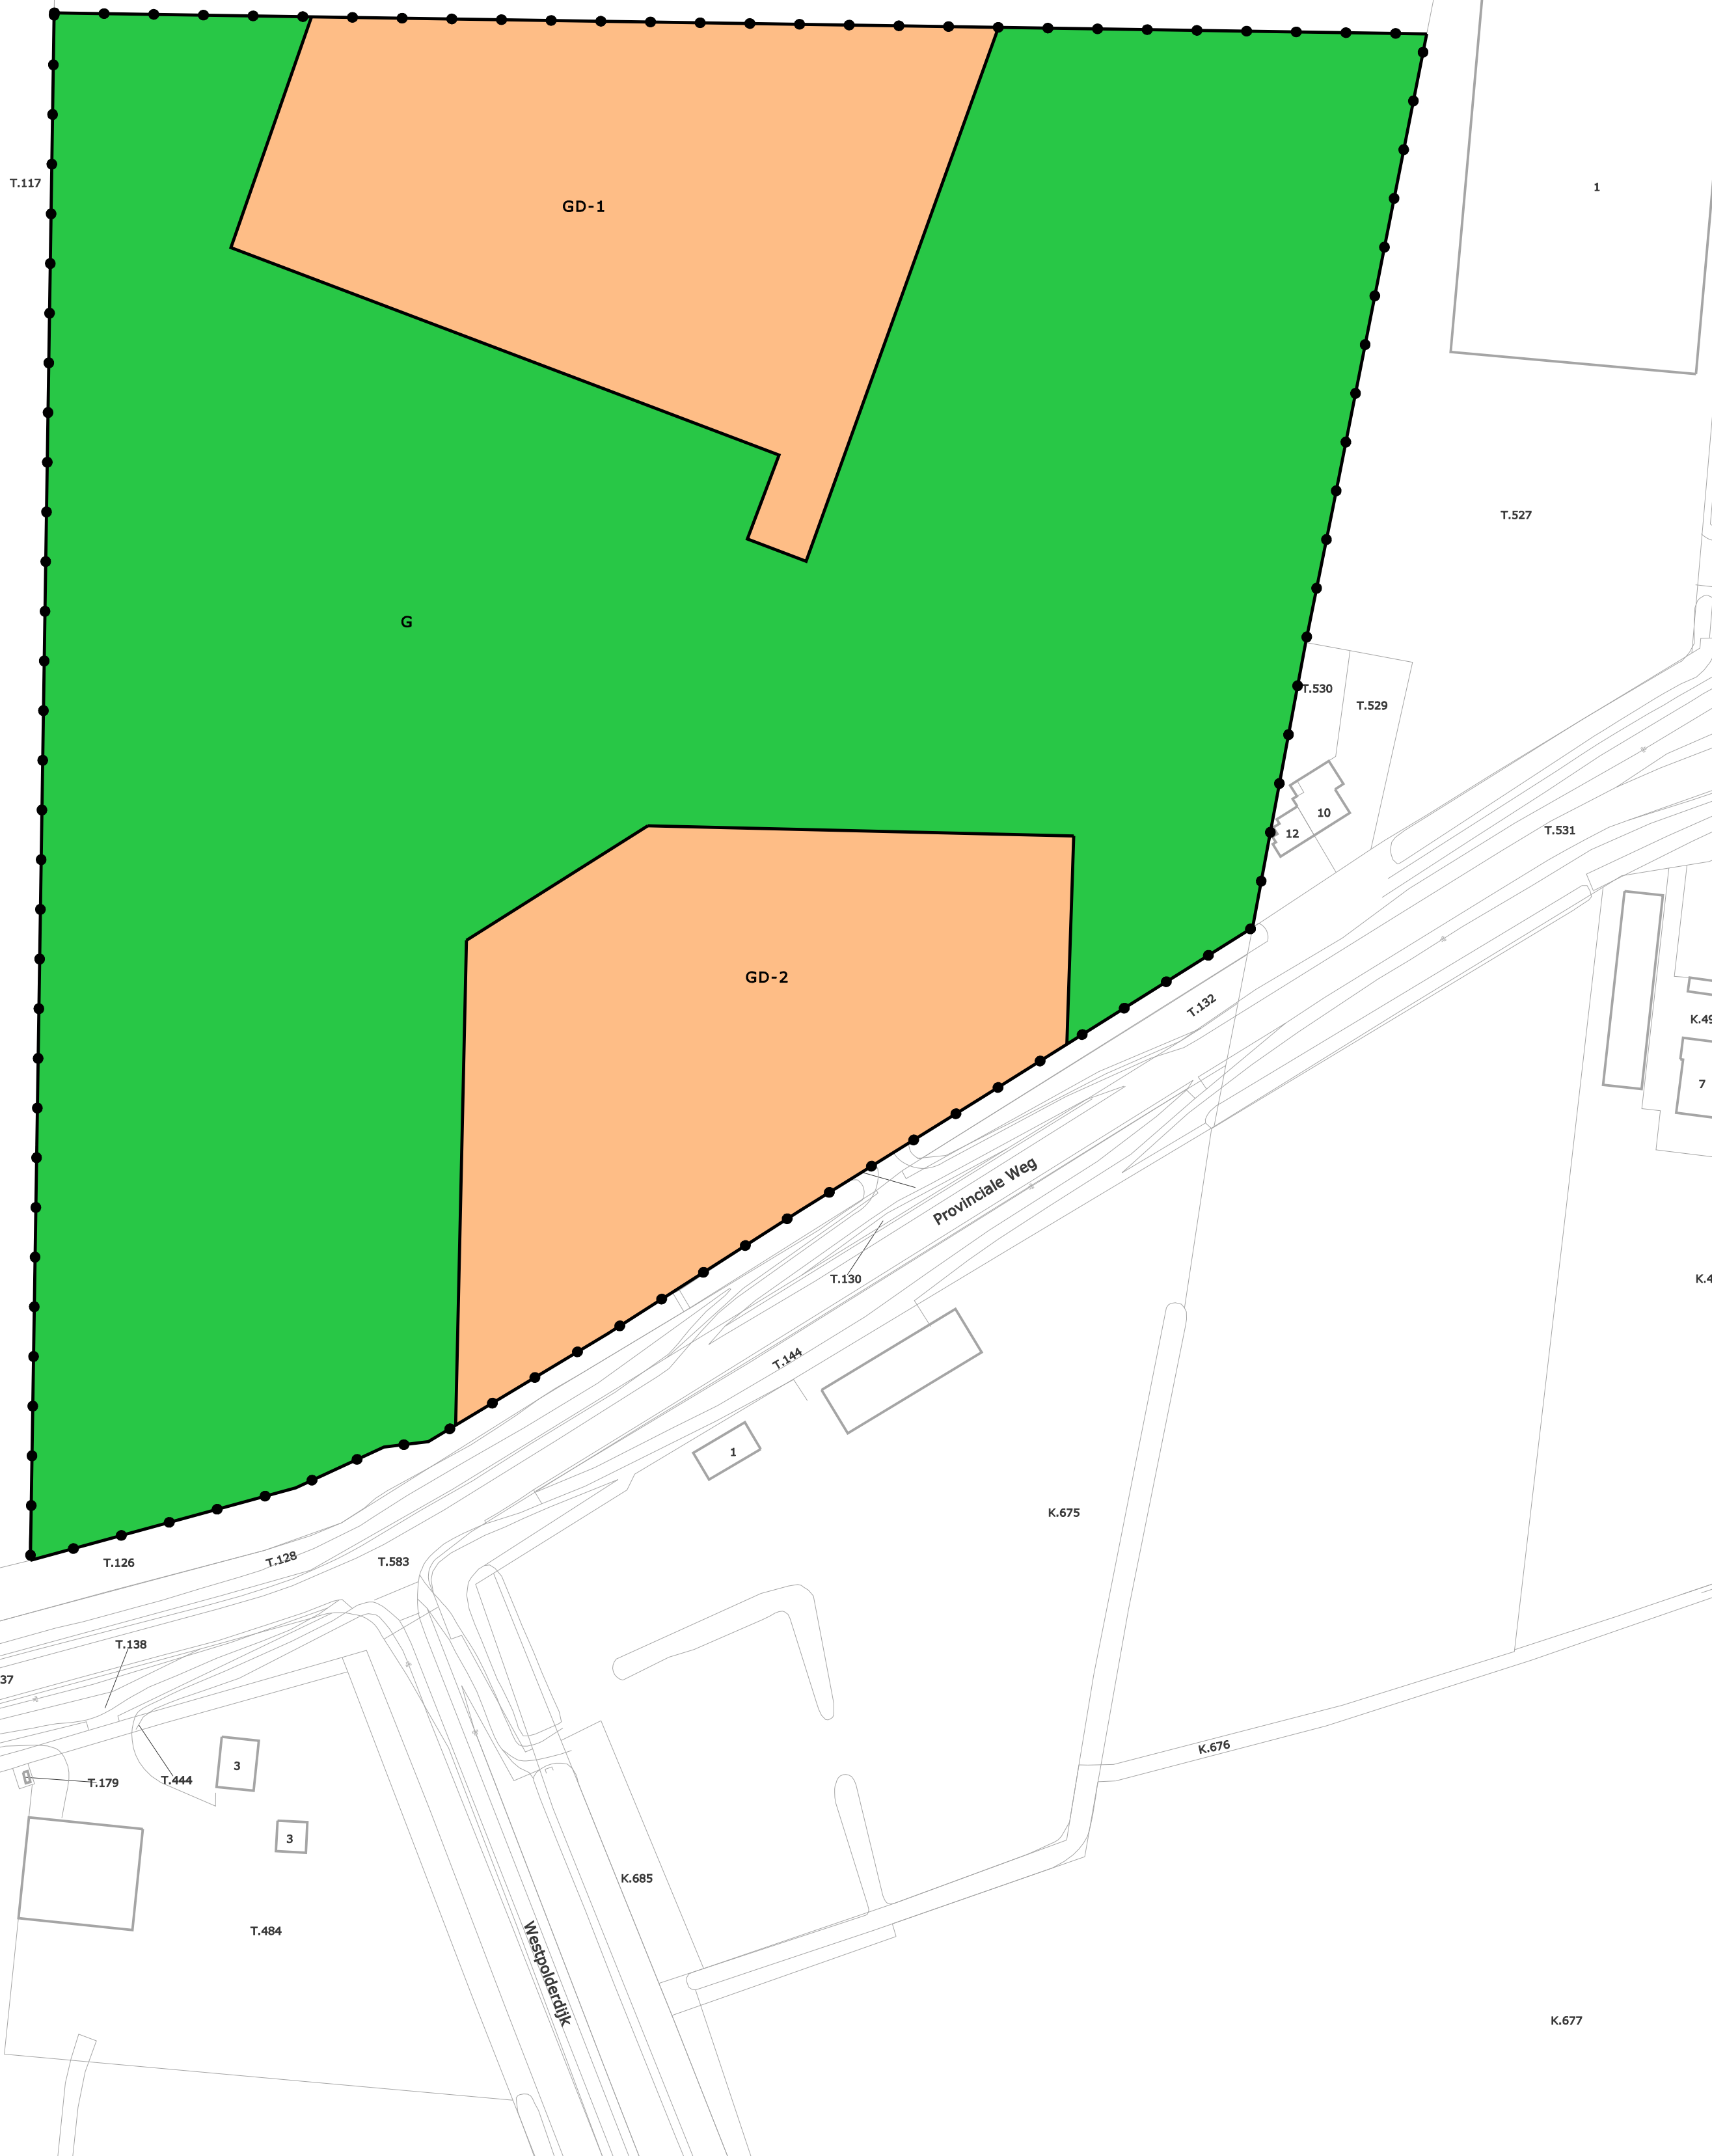 T.117
GD-1
1
T.527
G
T.530
T.529
10
12
T.531
GD-2
T.132
K.49
7
Provinciale Weg
T.130
K.4
T.144
1
K.675
T.126
T.128
T.583
T.138
37
K.676
3
T.179
T.444
3
K.685
T.484
Westpolderdijk
K.677